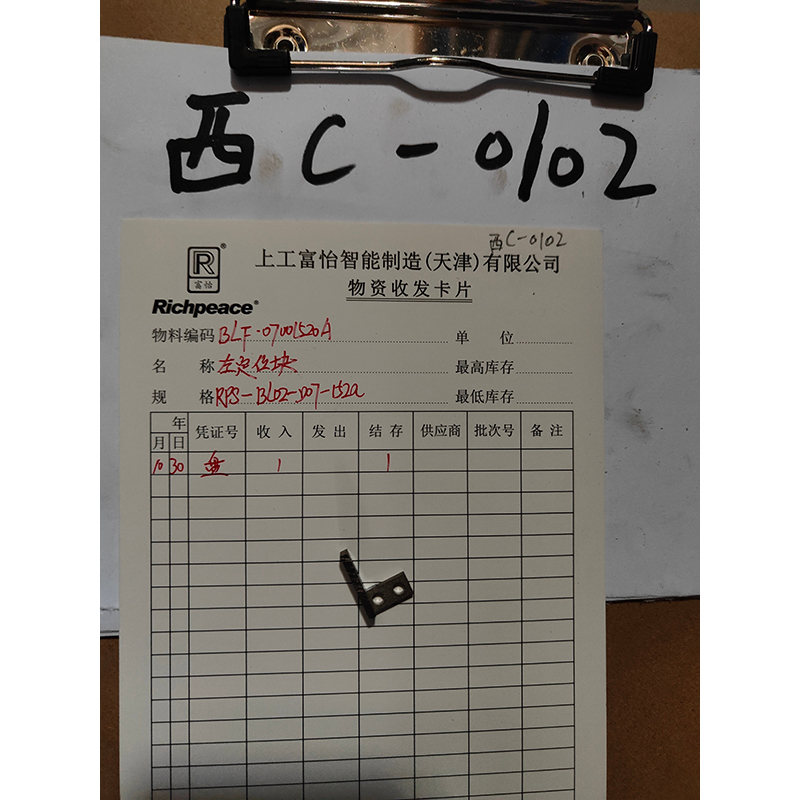 西C-0102
西C-0102
R®
富怡
Richpeace®
上工富怡智能制造(天津)有限公司
物资收发卡片
物料编码 BLF-07001520A 单位
名称 左定位块 最高库存
规格 RPS-BL02-D07-152a 最低库存
年
月 日 凭证号 收入 发出 结存 供应商 批次号 备注
10 30 盘 1 1